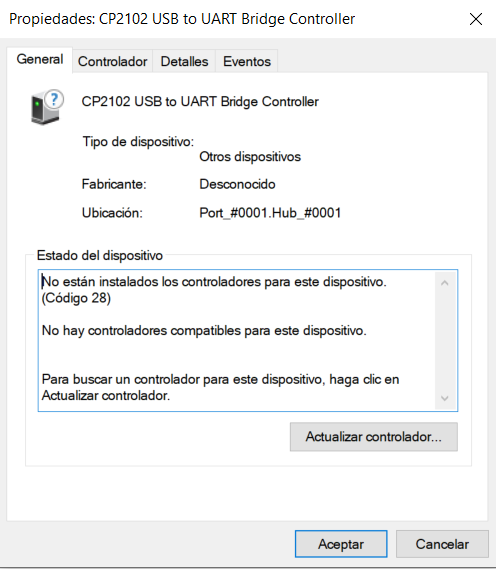 Propiedades: CP2102 USB to UART Bridge Controller
General
Controlador
Detalles
Eventos
CP2102 USB to UART Bridge Controller
Tipo de dispositivo:
Otros dispositivos
Fabricante:
Desconocido
Ubicación:
Port_#0001.Hub_#0001
Estado del dispositivo
No están instalados los controladores para este dispositivo.
(Código 28)
No hay controladores compatibles para este dispositivo.
Para buscar un controlador para este dispositivo, haga clic en
Actualizar controlador.
Actualizar controlador...
Aceptar
Cancelar